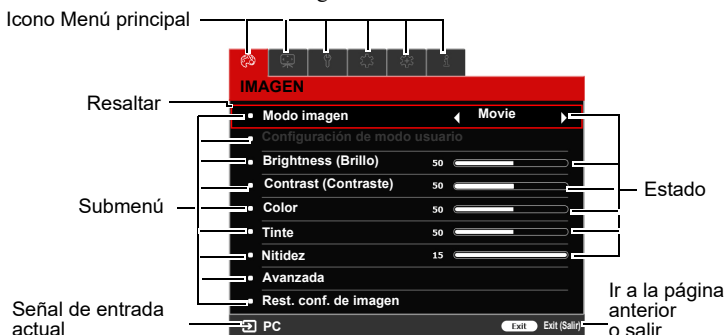 Icono Menú principal
IMAGEN
Resaltar
Modo imagen Movie
Configuración de modo usuario
Brightness (Brillo) 50
Contrast (Contraste) 50
Estado
Submenú
Color 50
Tinte 50
Nitidez 15
Avanzada
Rest. conf. de imagen
Señal de entrada actual
PC
Exit Exit (Salir)
Ir a la página anterior o salir